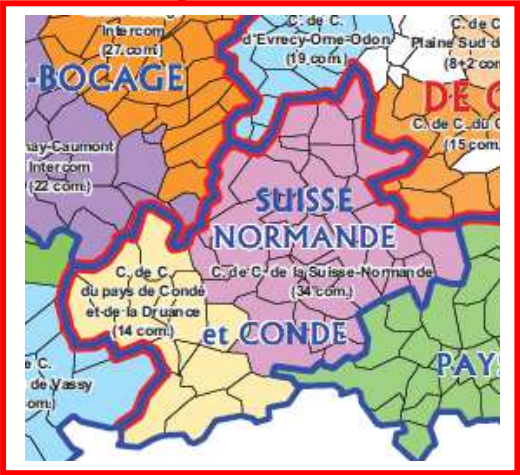 Intercom
(27 com)
-BOCAGE
C. de C.
d'Evrecy-Orne-Odon
(19 com.)
C. de C
Plaine Sud d
(8+2 com
DE C
C. de C. du C
(15 com.
nay-Caumont
Intercom
(22 com.)
SUISSE
NORMANDE
C. de C. de la Suisse-Normande
(34 com.)
C. de C.
du pays de Condé
et de la Druance
(14 com.)
et CONDE
PAYS
e C.
de Vassy
om.)